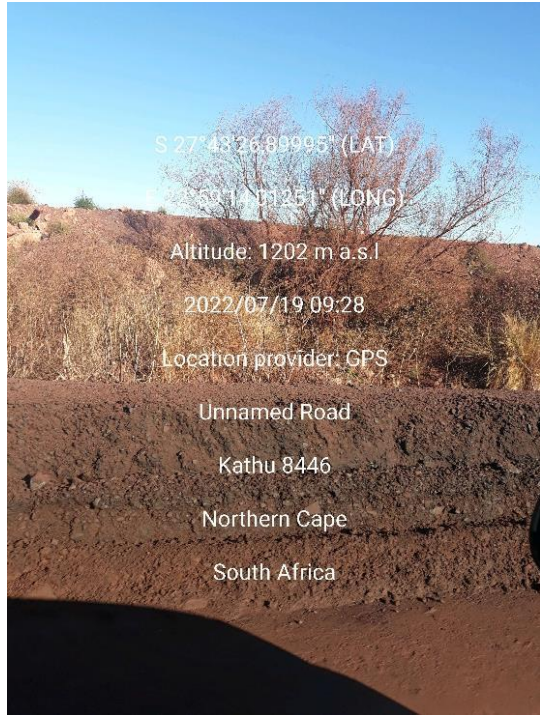 S 27°48'26.89995" (LAT)
(LONG)
Altitude: 1202 m a.s.l
2022/07/19 09:28
Location provider: GPS
Unnamed Road
Kathu 8446
Northern Cape
South Africa